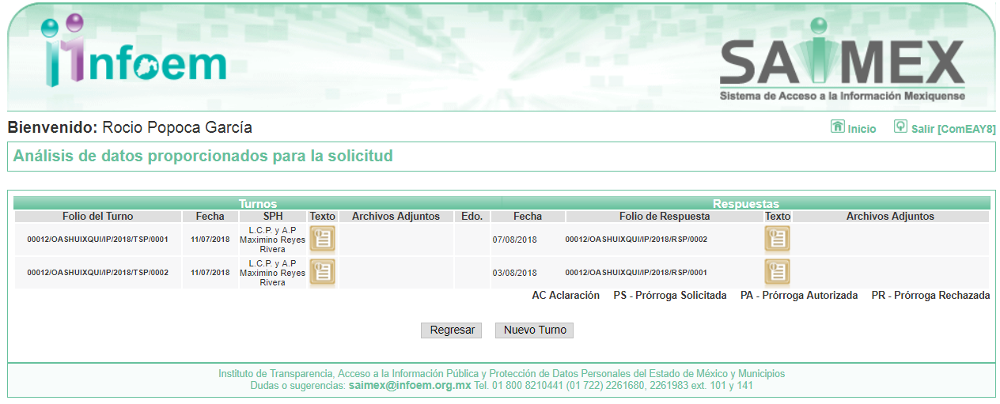 infoem
SAIMEX
Sistema de Acceso a la Información Mexiquense
Bienvenido: Rocio Popoca García
Inicio Salir [ComEAY8]
Análisis de datos proporcionados para la solicitud
Turnos Respuestas
Folio del Turno Fecha SPH Texto Archivos Adjuntos Edo. Fecha Folio de Respuesta Texto Archivos Adjuntos
00012/OASHUIXQUI/IP/2018/TSP/0001 11/07/2018 L.C.P. y A.P Maximino Reyes Rivera 07/08/2018 00012/OASHUIXQUI/IP/2018/RSP/0002
00012/OASHUIXQUI/IP/2018/TSP/0002 11/07/2018 L.C.P. y A.P Maximino Reyes Rivera 03/08/2018 00012/OASHUIXQUI/IP/2018/RSP/0001
AC Aclaración PS - Prórroga Solicitada PA - Prórroga Autorizada PR - Prórroga Rechazada
Regresar Nuevo Turno
Instituto de Transparencia, Acceso a la Información Pública y Protección de Datos Personales del Estado de México y Municipios
Dudas o sugerencias: saimex@infoem.org.mx Tel. 01 800 8210441 (01 722) 2261680, 2261983 ext. 101 y 141